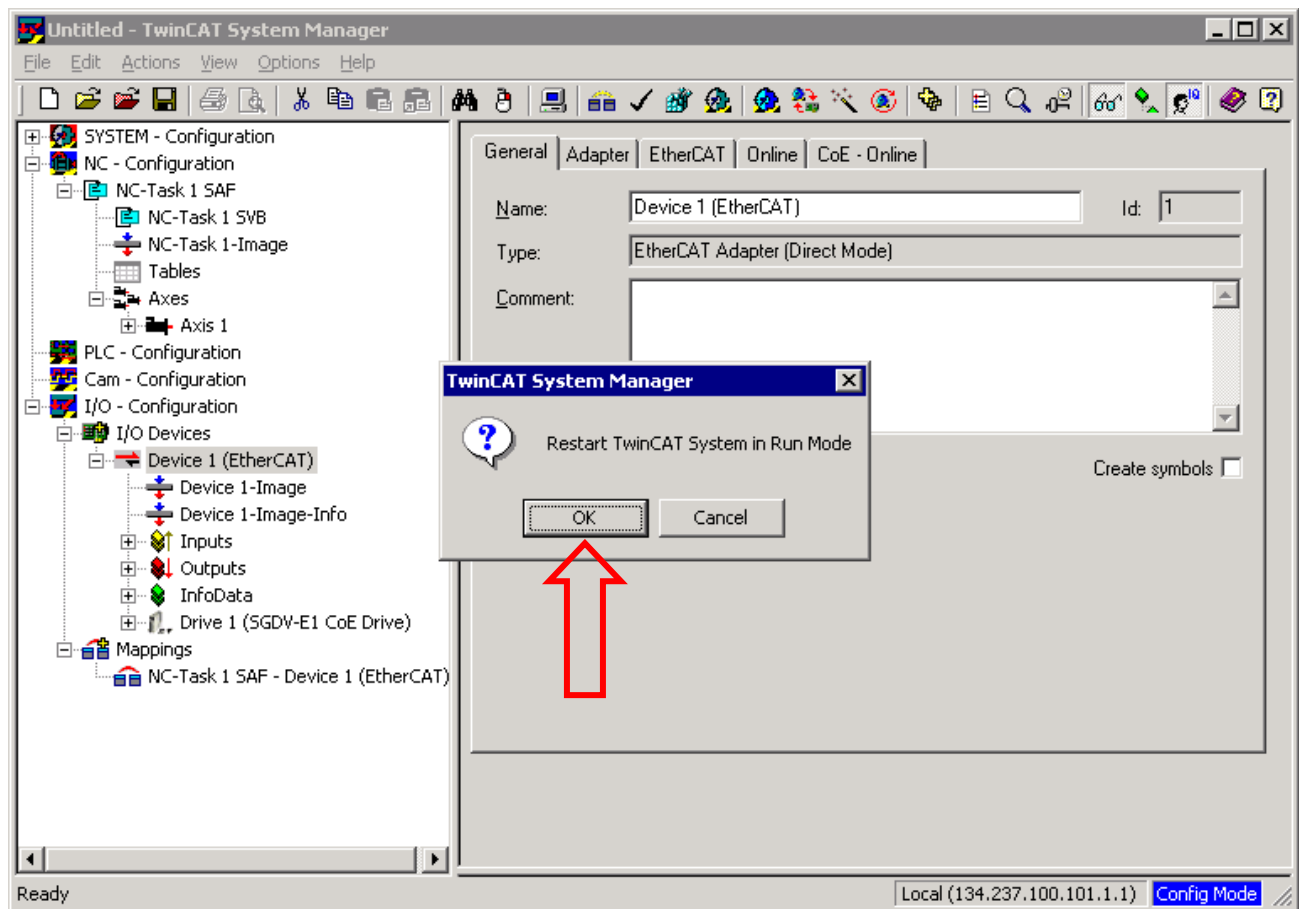 Untitled - TwinCAT System Manager
File Edit Actions View Options Help
SYSTEM - Configuration
NC - Configuration
NC-Task 1 SAF
NC-Task 1 SVB
NC-Task 1-Image
Tables
Axes
Axis 1
PLC - Configuration
Cam - Configuration
I/O - Configuration
I/O Devices
Device 1 (EtherCAT)
Device 1-Image
Device 1-Image-Info
Inputs
Outputs
InfoData
Drive 1 (SGDV-E1 CoE Drive)
Mappings
NC-Task 1 SAF - Device 1 (EtherCAT)
General Adapter EtherCAT Online CoE - Online
Name: Device 1 (EtherCAT) Id: 1
Type: EtherCAT Adapter (Direct Mode)
Comment:
Create symbols
TwinCAT System Manager
Restart TwinCAT System in Run Mode
OK Cancel
Ready Local (134.237.100.101.1.1) Config Mode